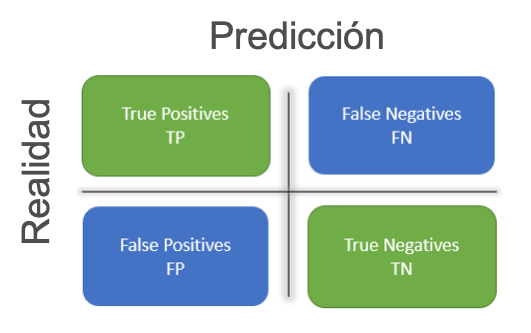 Predicción
Realidad
True Positives
TP
False Negatives
FN
False Positives
FP
True Negatives
TN